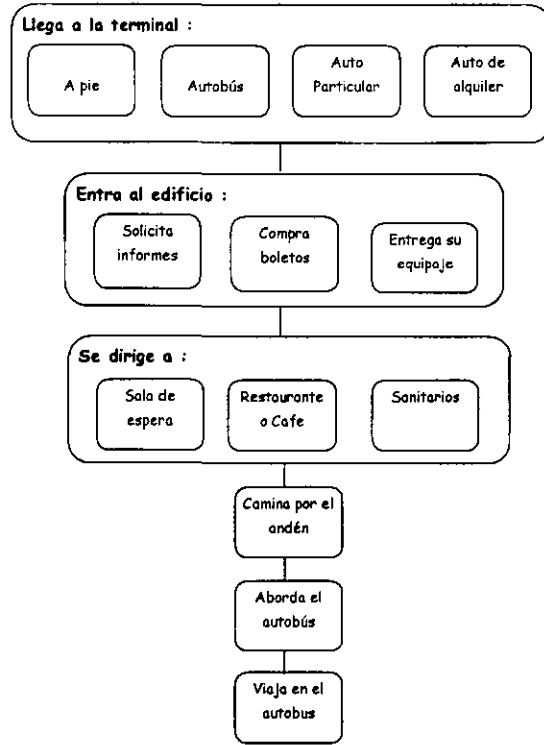 Llega a la terminal :
A pie
Autobús
Auto
Particular
Auto de
alquiler
Entra al edificio :
Solicita
informes
Compra
boletos
Entrega su
equipaje
Se dirige a :
Sala de
espera
Restaurante
o Cafe
Sanitarios
Camina por el
andén
Aborda el
autobús
Viaja en el
autobus